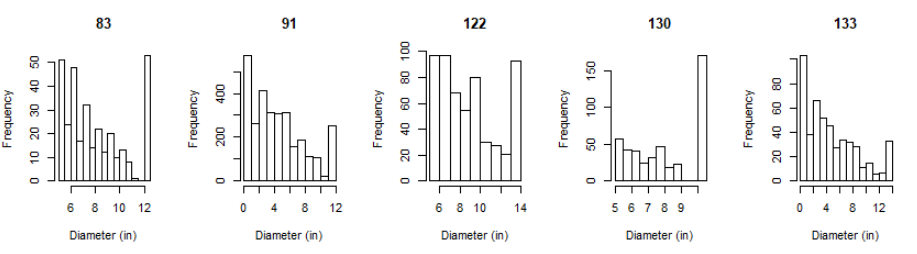 83
91
122
130
133
Frequency
0 10 20 30 40 50
6 8 10 12
Diameter (in)
Frequency
0 200 400
0 4 8 12
Diameter (in)
Frequency
0 20 40 60 80 100
6 8 10 14
Diameter (in)
Frequency
0 50 100 150
5 6 7 8 9
Diameter (in)
Frequency
0 20 40 60 80
0 4 8 12
Diameter (in)